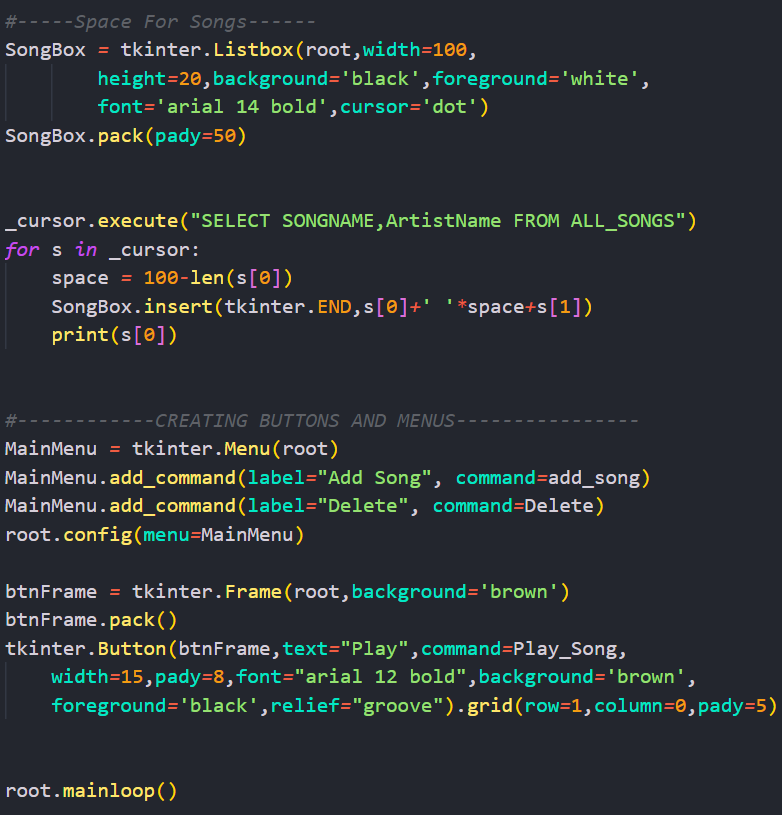 #-----Space For Songs------
SongBox = tkinter.Listbox(root,width=100,
        height=20,background='black',foreground='white',
        font='arial 14 bold',cursor='dot')
SongBox.pack(pady=50)
_cursor.execute("SELECT SONGNAME,ArtistName FROM ALL_SONGS")
for s in _cursor:
    space = 100-len(s[0])
    SongBox.insert(tkinter.END,s[0]+' '*space+s[1])
    print(s[0])
#------------CREATING BUTTONS AND MENUS----------------
MainMenu = tkinter.Menu(root)
MainMenu.add_command(label="Add Song", command=add_song)
MainMenu.add_command(label="Delete", command=Delete)
root.config(menu=MainMenu)
btnFrame = tkinter.Frame(root,background='brown')
btnFrame.pack()
tkinter.Button(btnFrame,text="Play",command=Play_Song,
    width=15,pady=8,font="arial 12 bold",background='brown',
    foreground='black',relief="groove").grid(row=1,column=0,pady=5)
root.mainloop()